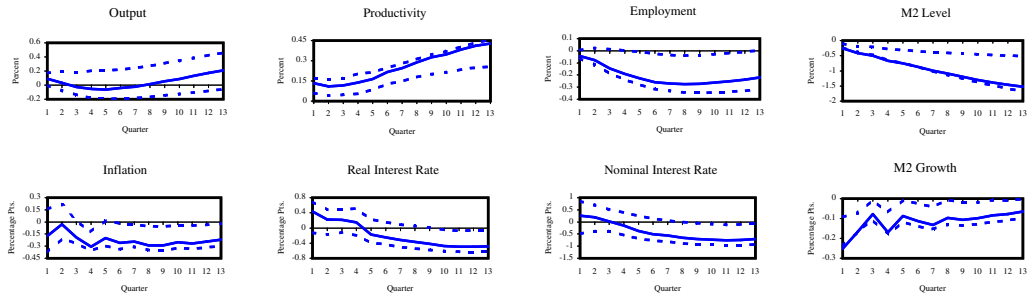 Output
Percent
0.6
0.4
0.2
0
-0.2
1 2 3 4 5 6 7 8 9 10 11 12 13
Quarter
Productivity
Percent
0.45
0.3
0.15
0
1 2 3 4 5 6 7 8 9 10 11 12 13
Quarter
Employment
Percent
0.1
0
-0.1
-0.2
-0.3
-0.4
1 2 3 4 5 6 7 8 9 10 11 12 13
Quarter
M2 Level
Percent
0
-0.5
-1
-1.5
-2
1 2 3 4 5 6 7 8 9 10 11 12 13
Quarter
Inflation
Percentage Pts.
0.3
0.15
0
-0.15
-0.3
-0.45
1 2 3 4 5 6 7 8 9 10 11 12 13
Quarter
Real Interest Rate
Percentage Pts.
0.8
0.4
0
-0.4
-0.8
1 2 3 4 5 6 7 8 9 10 11 12 13
Quarter
Nominal Interest Rate
Percentage Pts.
1
0.5
0
-0.5
-1
-1.5
1 2 3 4 5 6 7 8 9 10 11 12 13
Quarter
M2 Growth
Percentage Pts.
0
-0.1
-0.2
-0.3
1 2 3 4 5 6 7 8 9 10 11 12 13
Quarter